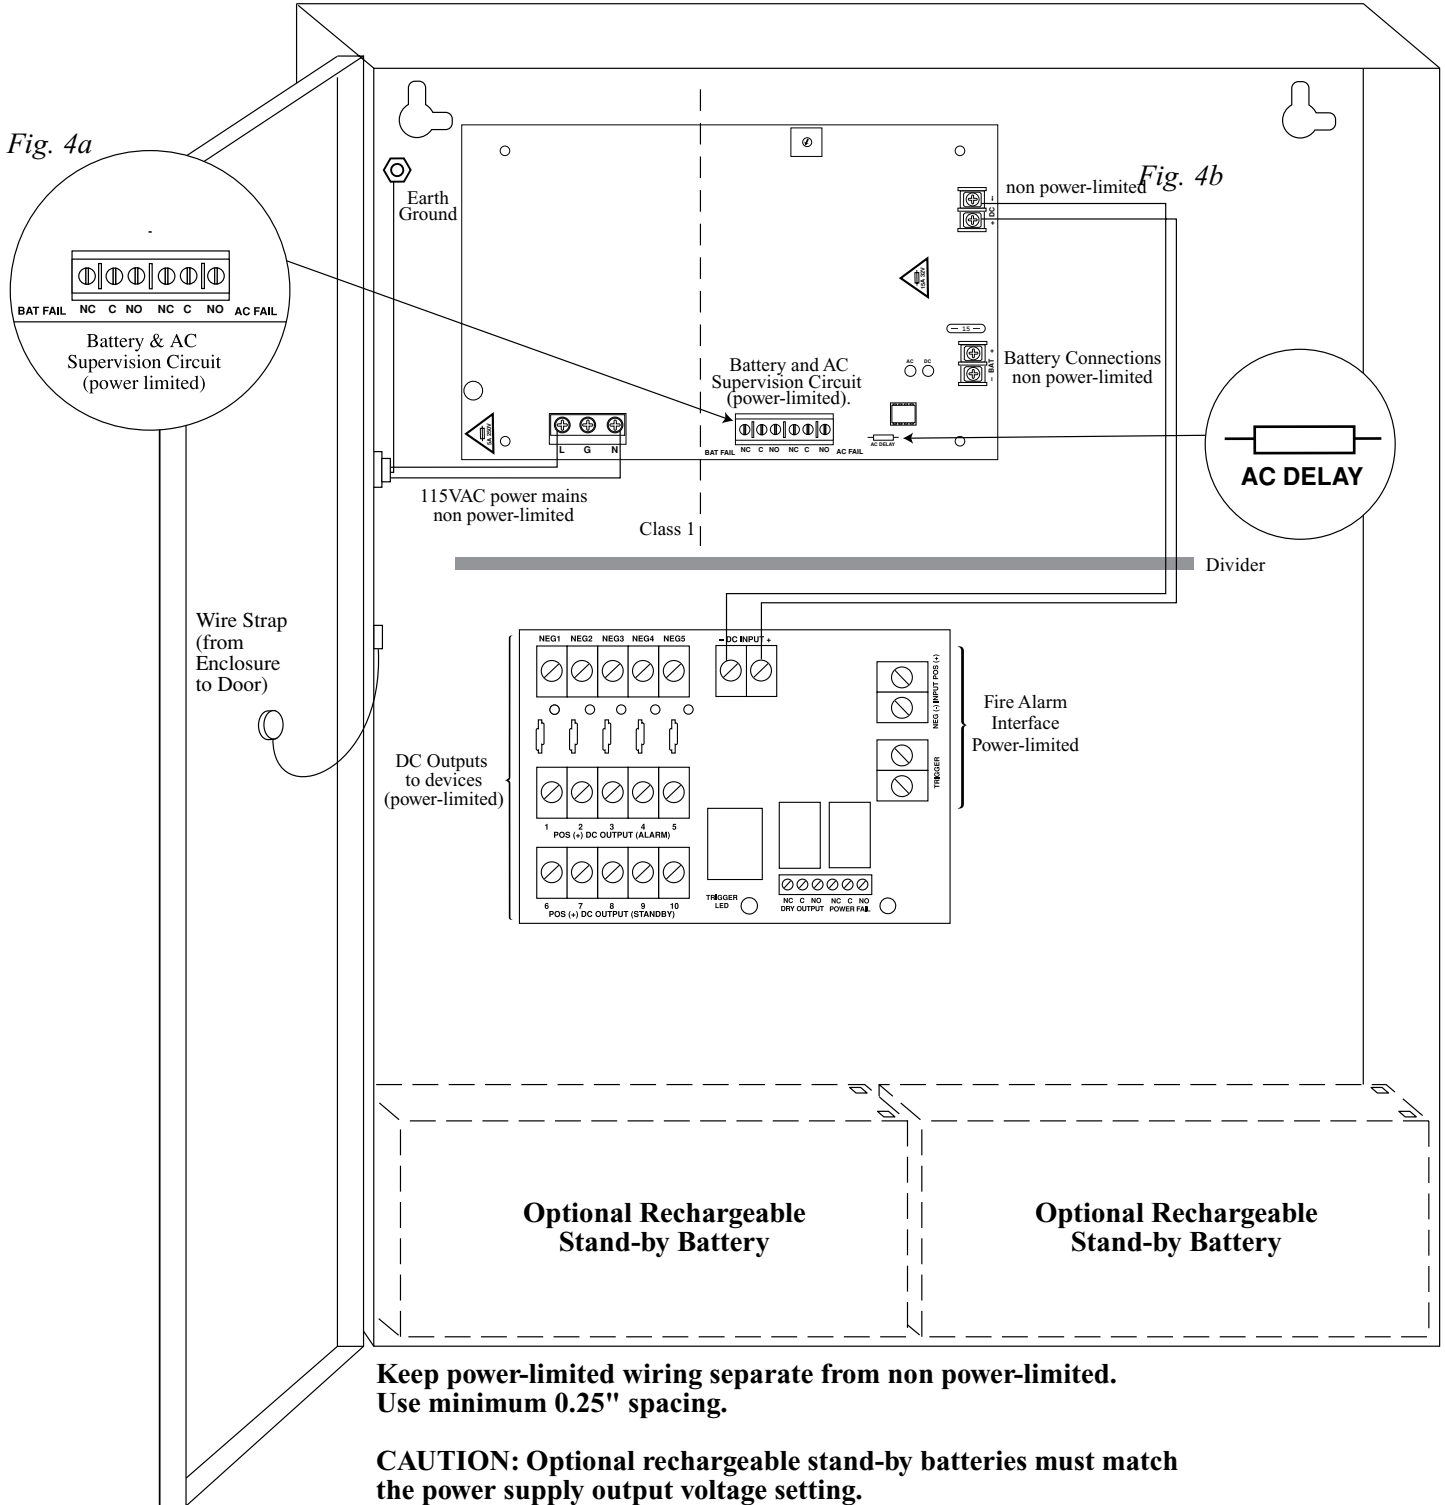 Fig. 4a
-
BAT FAIL NC C NO NC C NO AC FAIL
Battery & AC
Supervision Circuit
(power limited)
Earth
Ground
non power-limited
Fig. 4b
– DC +
15A 32V
15
+ BAT –
Battery Connections
non power-limited
AC DC
Battery and AC
Supervision Circuit
(power-limited).
BAT FAIL NC C NO NC C NO AC FAIL
AC DELAY
AC DELAY
5A 250V
L G N
115VAC power mains
non power-limited
Class 1
Divider
Wire Strap
(from
Enclosure
to Door)
NEG1 NEG2 NEG3 NEG4 NEG5
– DC INPUT +
NEG (-) INPUT POS (+)
TRIGGER
Fire Alarm
Interface
Power-limited
DC Outputs
to devices
(power-limited)
1 2 3 4 5
POS (+) DC OUTPUT (ALARM)
6 7 8 9 10
POS (+) DC OUTPUT (STANDBY)
TRIGGER
LED
NC C NO NC C NO
DRY OUTPUT POWER FAIL
Optional Rechargeable
Stand-by Battery
Optional Rechargeable
Stand-by Battery
Keep power-limited wiring separate from non power-limited.
Use minimum 0.25" spacing.
CAUTION: Optional rechargeable stand-by batteries must match
the power supply output voltage setting.